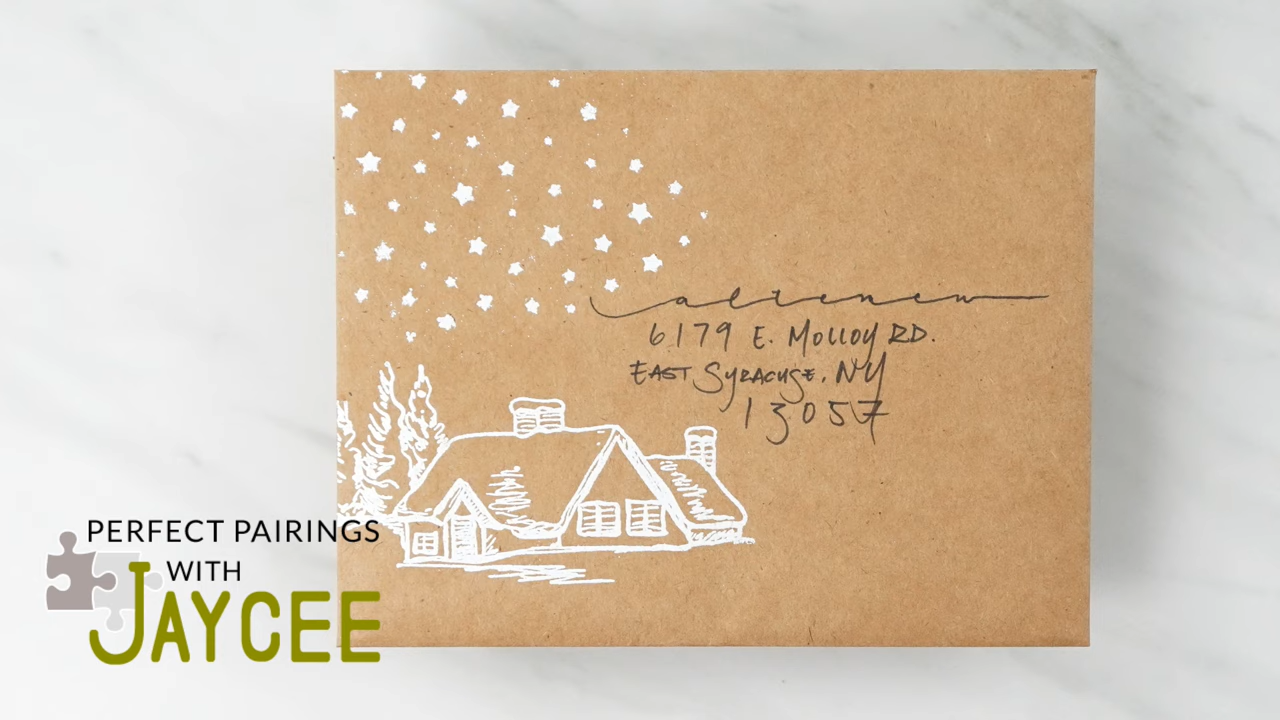 altenew
6179 E. Molloy RD.
East Syracuse, NY
13057
PERFECT PAIRINGS
WITH
JAYCEE